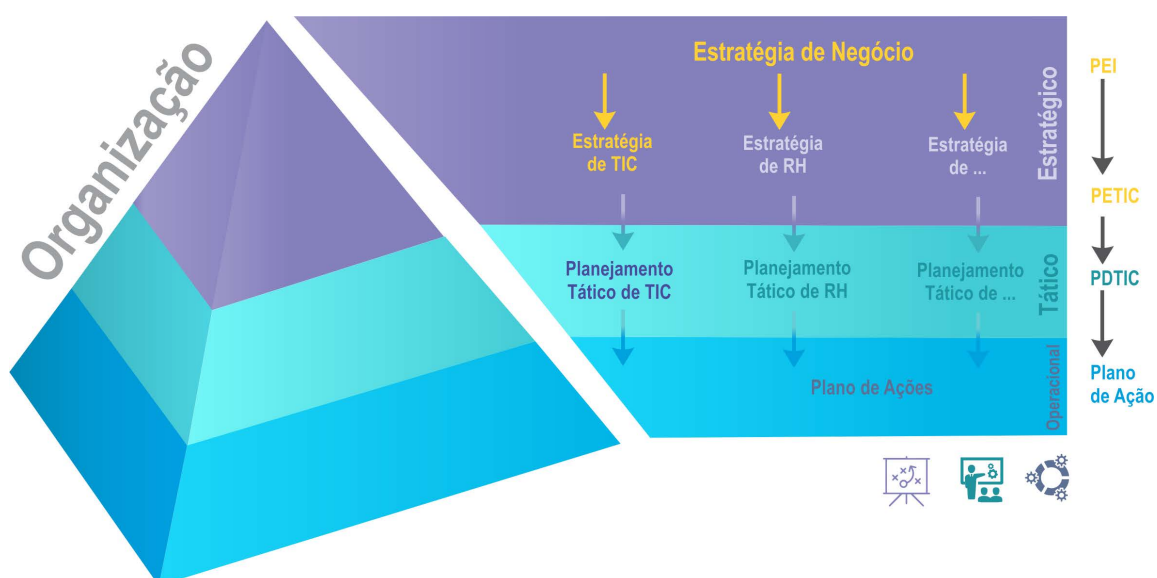 Organização
Estratégia de Negócio
Estratégia
de TIC
Estratégia
de RH
Estratégia
de ...
Estratégico
Planejamento
Tático de TIC
Planejamento
Tático de RH
Planejamento
Tático de ...
Tático
Plano de Ações
Operacional
PEI
PETIC
PDTIC
Plano
de Ação